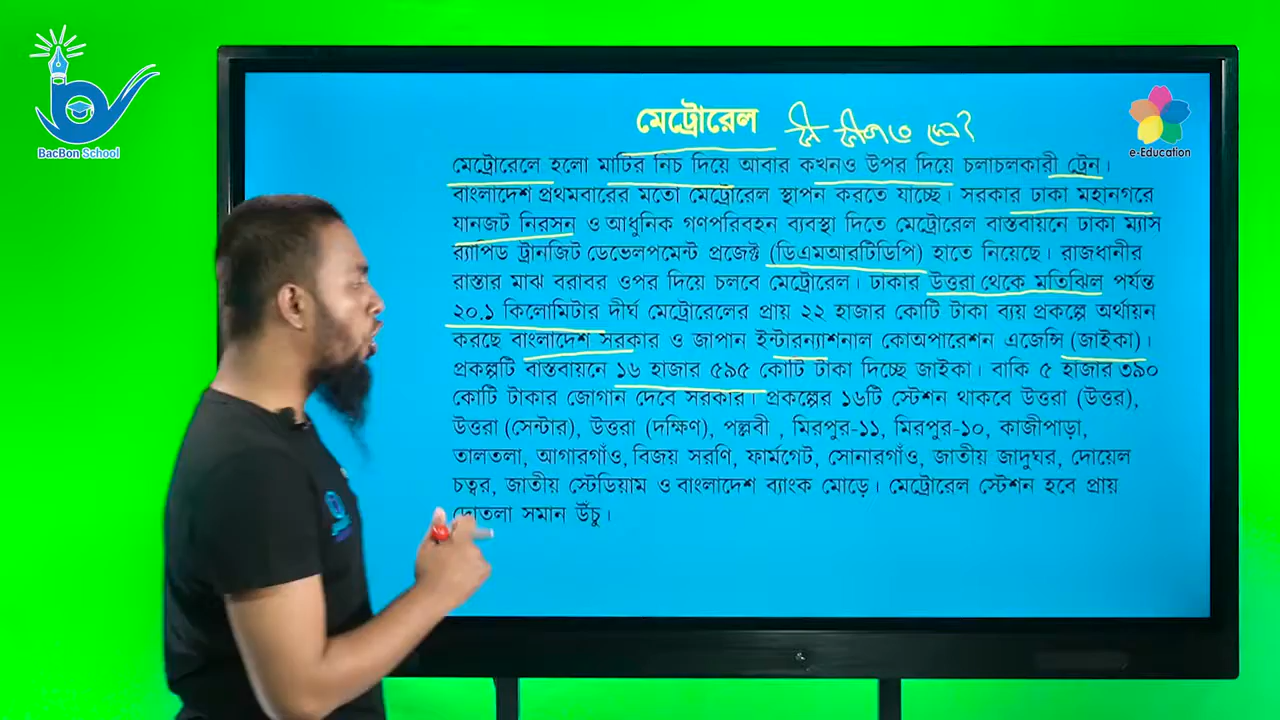 BacBon School
e-Education
মেট্রোরেল কী
মেট্রোরেলে হলো মাটির নিচ দিয়ে আবার কখনও উপর দিয়ে চলাচলকারী ট্রেন।
বাংলাদেশ প্রথমবারের মতো মেট্রোরেল স্থাপন করতে যাচ্ছে। সরকার ঢাকা মহানগরে
যানজট নিরসন ও আধুনিক গণপরিবহন ব্যবস্থা দিতে মেট্রোরেল বাস্তবায়নে ঢাকা ম্যাস
র‍্যাপিড ট্রানজিট ডেভেলপমেন্ট প্রজেক্ট (ডিএমআরটিডিপি) হাতে নিয়েছে। রাজধানীর
রাস্তার মাঝ বরাবর ওপর দিয়ে চলবে মেট্রোরেল। ঢাকার উত্তরা থেকে মতিঝিল পর্যন্ত
২০.১ কিলোমিটার দীর্ঘ মেট্রোরেলের প্রায় ২২ হাজার কোটি টাকা ব্যয় প্রকল্পে অর্থায়ন
করছে বাংলাদেশ সরকার ও জাপান ইন্টারন্যাশনাল কোঅপারেশন এজেন্সি (জাইকা)।
প্রকল্পটি বাস্তবায়নে ১৬ হাজার ৫৯৫ কোটি টাকা দিচ্ছে জাইকা। বাকি ৫ হাজার ৩৯০
কোটি টাকার জোগান দেবে সরকার। প্রকল্পের ১৬টি স্টেশন থাকবে উত্তরা (উত্তর),
উত্তরা (সেন্টার), উত্তরা (দক্ষিণ), পল্লবী , মিরপুর-১১, মিরপুর-১০, কাজীপাড়া,
তালতলা, আগারগাঁও, বিজয় সরণি, ফার্মগেট, সোনারগাঁও, জাতীয় জাদুঘর, দোয়েল
চত্বর, জাতীয় স্টেডিয়াম ও বাংলাদেশ ব্যাংক মোড়ে। মেট্রোরেল স্টেশন হবে প্রায়
দোতলা সমান উঁচু।